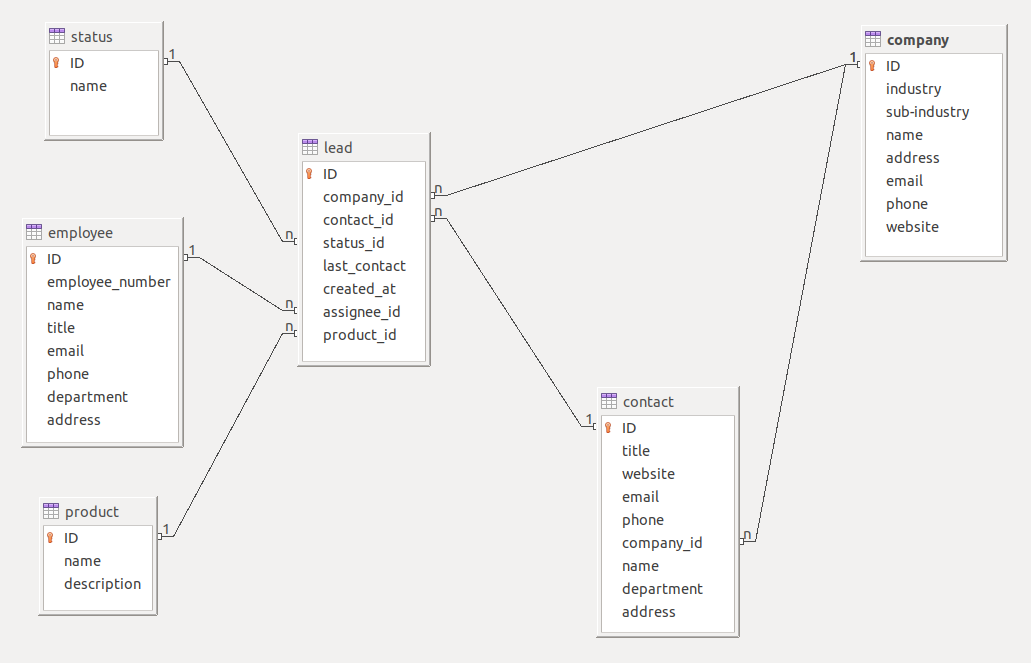 status
ID
name
1
employee
ID
employee_number
name
title
email
phone
department
address
1
product
ID
name
description
1
lead
ID
company_id
contact_id
status_id
last_contact
created_at
assignee_id
product_id
n
n
n
n
n
contact
ID
title
website
email
phone
company_id
name
department
address
1
n
company
ID
industry
sub-industry
name
address
email
phone
website
1